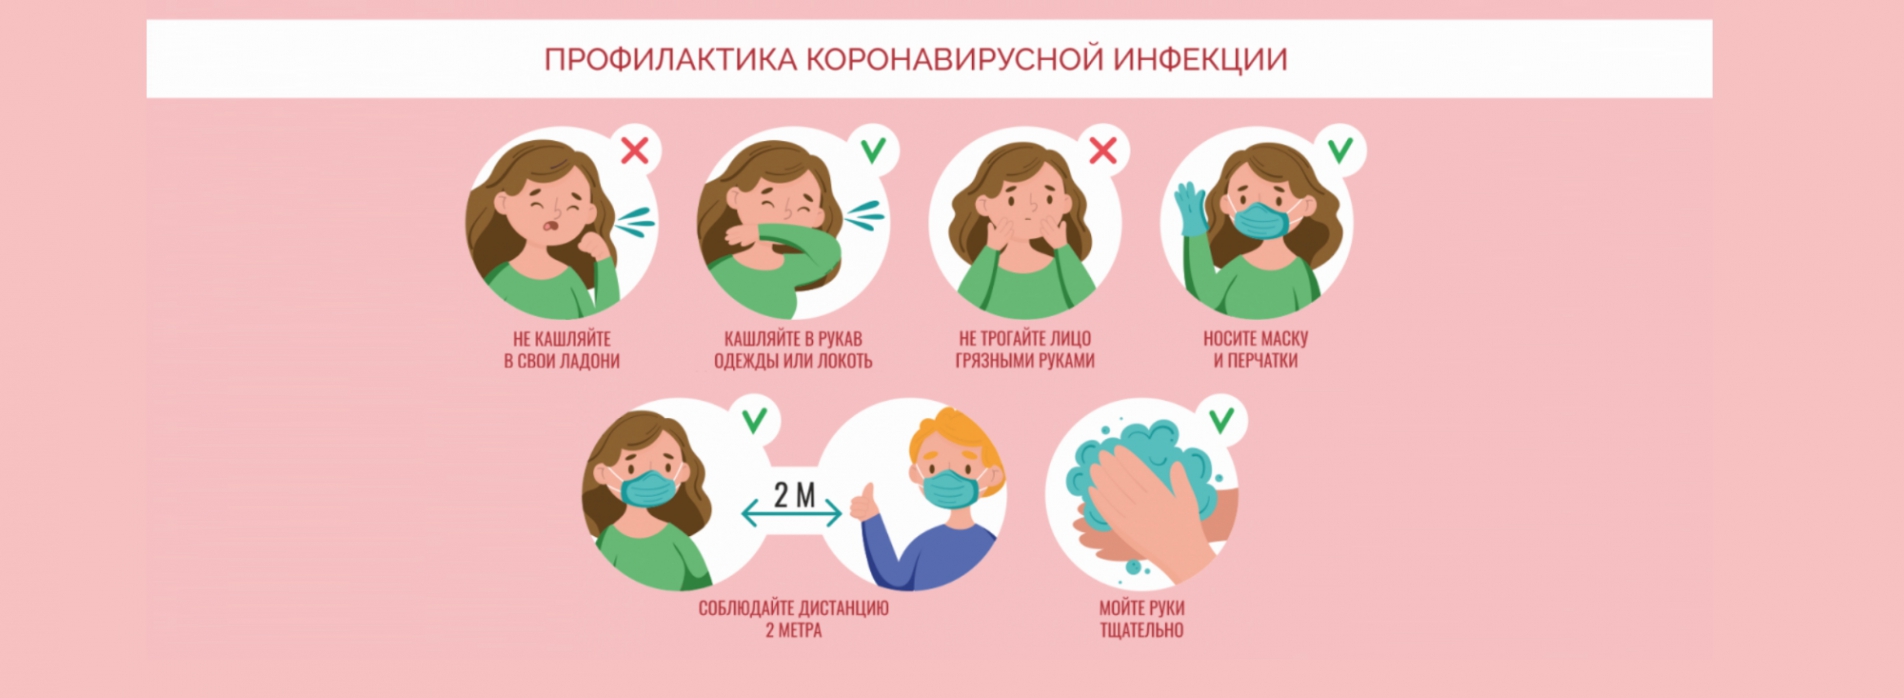 ПРОФИЛАКТИКА КОРОНАВИРУСНОЙ ИНФЕКЦИИ
НЕ КАШЛЯЙТЕ
В СВОИ ЛАДОНИ
КАШЛЯЙТЕ В РУКАВ
ОДЕЖДЫ ИЛИ ЛОКОТЬ
НЕ ТРОГАЙТЕ ЛИЦО
ГРЯЗНЫМИ РУКАМИ
НОСИТЕ МАСКУ
И ПЕРЧАТКИ
2 М
СОБЛЮДАЙТЕ ДИСТАНЦИЮ
2 МЕТРА
МОЙТЕ РУКИ
ТЩАТЕЛЬНО